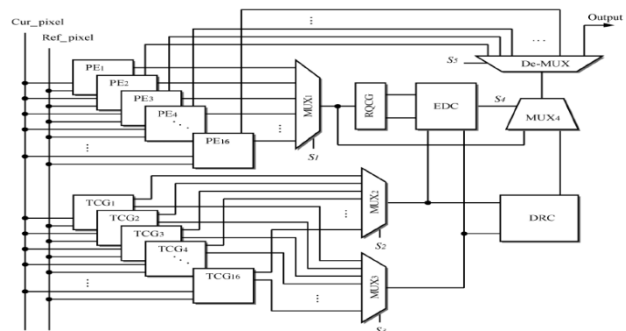 Cur_pixel
Ref_pixel
Output
PE1
PE2
PE3
PE4
PE16
MUX1
S1
RQCG
EDC
S4
S5
De-MUX
MUX4
TCG1
TCG2
TCG3
TCG4
TCG16
MUX2
S2
MUX3
DRC